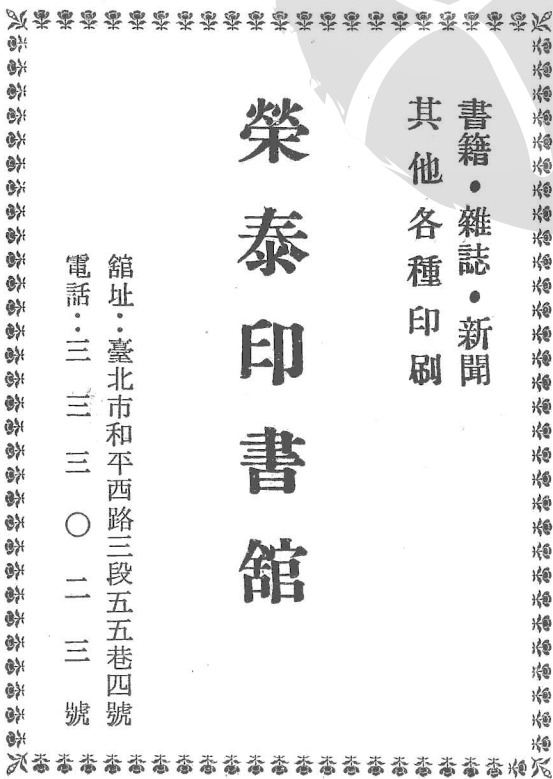 書籍・雜誌・新聞
其他各種印刷
榮泰印書舘
舘址：臺北市和平西路三段五五巷四號
電話：三三三〇二三號